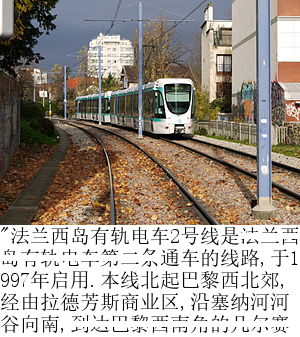 "法兰西岛有轨电车2号线是法兰西
岛有轨电车第二条通车的线路,于1
997年启用.本线北起巴黎西北郊,
经由拉德芳斯商业区,沿塞纳河河
谷向南,到达巴黎西南角的凡尔赛